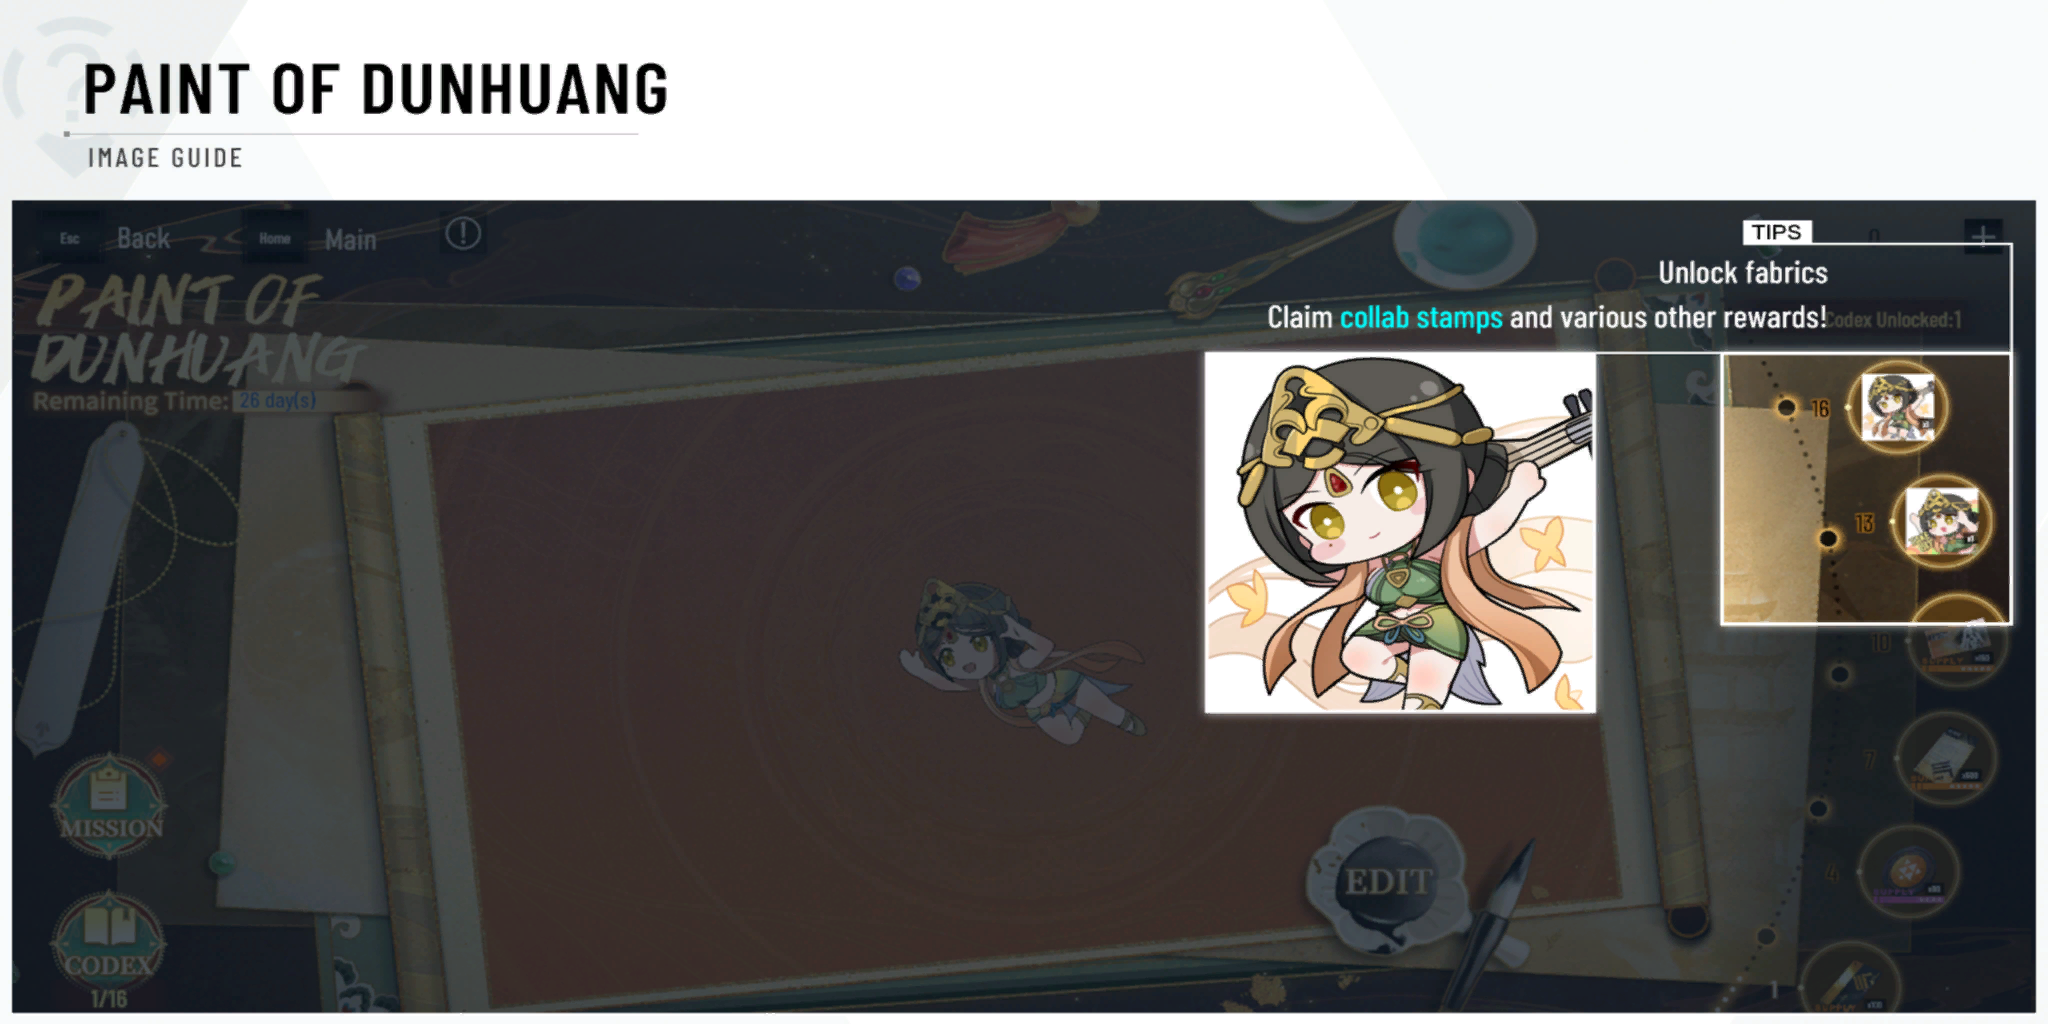 PAINT OF DUNHUANG
IMAGE GUIDE
Esc
Back
Home
Main
TIPS
0
Unlock fabrics
Claim collab stamps and various other rewards!
Codex Unlocked:1
PAINT OF
DUNHUANG
Remaining Time: 26 day(s)
16
13
10
7
4
1
MISSION
EDIT
CODEX
1/16